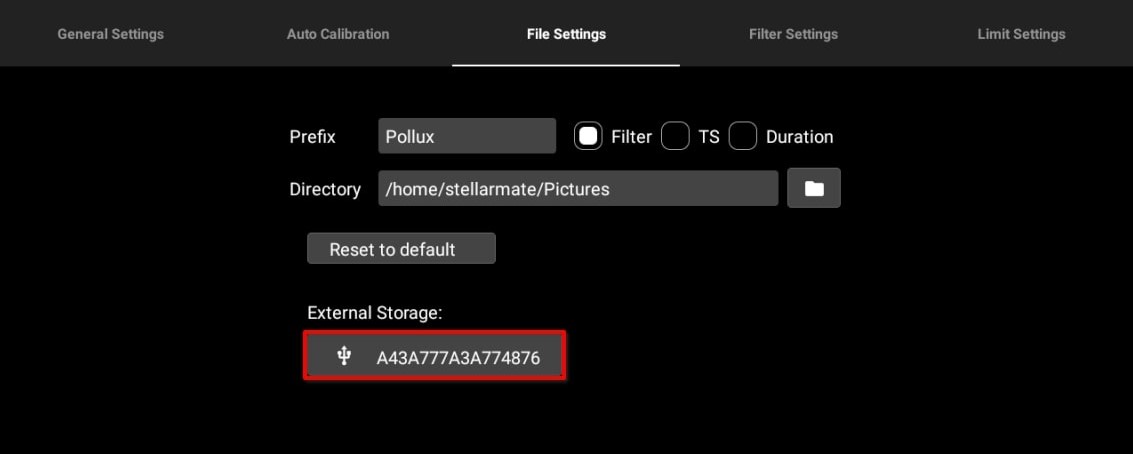 General Settings Auto Calibration File Settings Filter Settings Limit Settings
Prefix Pollux Filter TS Duration
Directory /home/stellarmate/Pictures
Reset to default
External Storage:
A43A777A3A774876